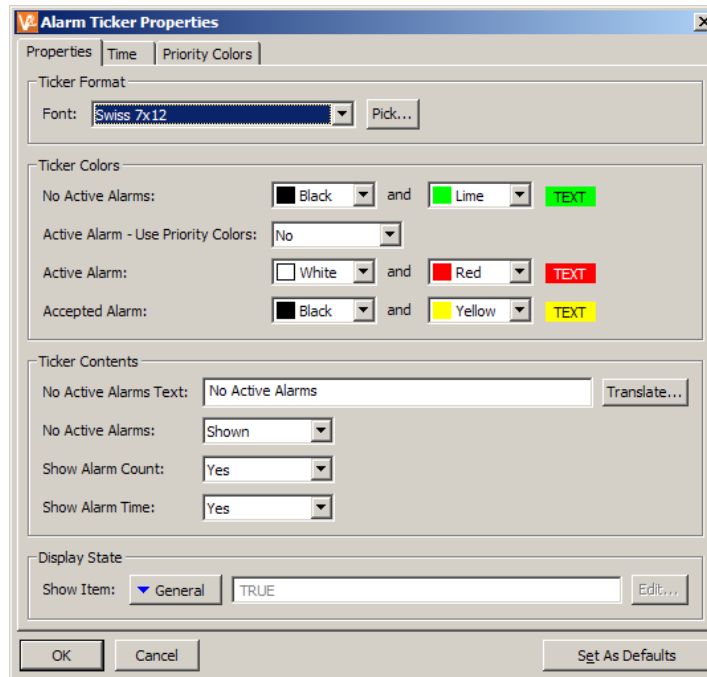 Alarm Ticker Properties
Properties Time Priority Colors
Ticker Format
Font: Swiss 7x12 Pick...
Ticker Colors
No Active Alarms: Black and Lime TEXT
Active Alarm - Use Priority Colors: No
Active Alarm: White and Red TEXT
Accepted Alarm: Black and Yellow TEXT
Ticker Contents
No Active Alarms Text: No Active Alarms Translate...
No Active Alarms: Shown
Show Alarm Count: Yes
Show Alarm Time: Yes
Display State
Show Item: General TRUE Edit...
OK Cancel Set As Defaults